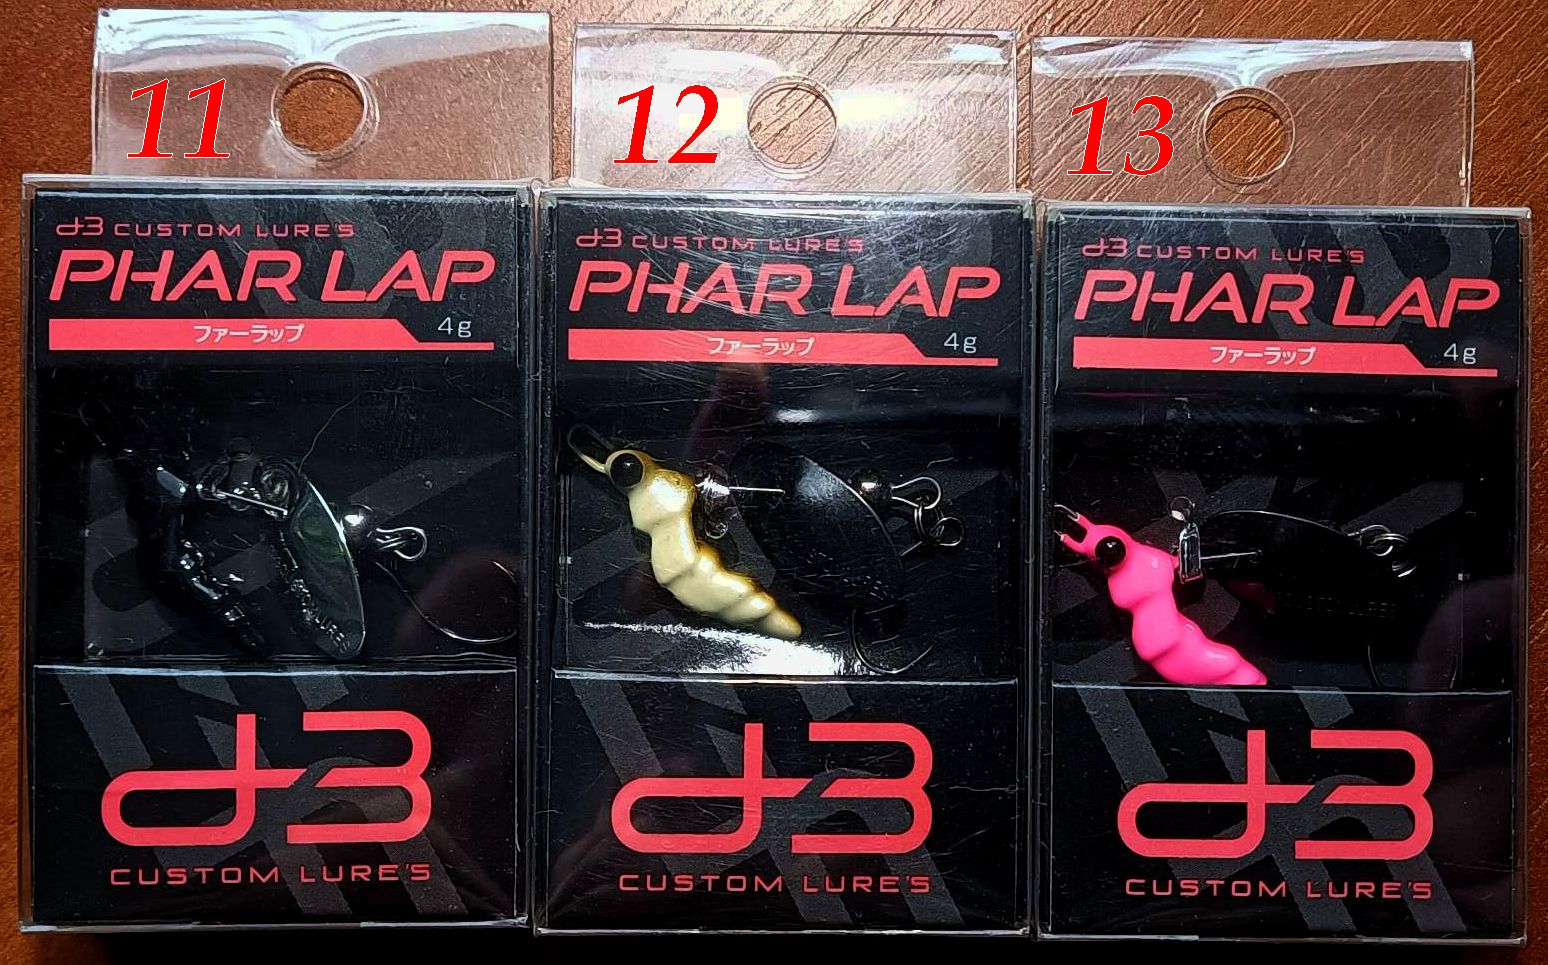 11
d3 CUSTOM LURE'S
PHAR LAP
ファーラップ
4g
d3
CUSTOM LURE'S
12
d3 CUSTOM LURE'S
PHAR LAP
ファーラップ
4g
d3
CUSTOM LURE'S
13
d3 CUSTOM LURE'S
PHAR LAP
ファーラップ
4g
d3
CUSTOM LURE'S